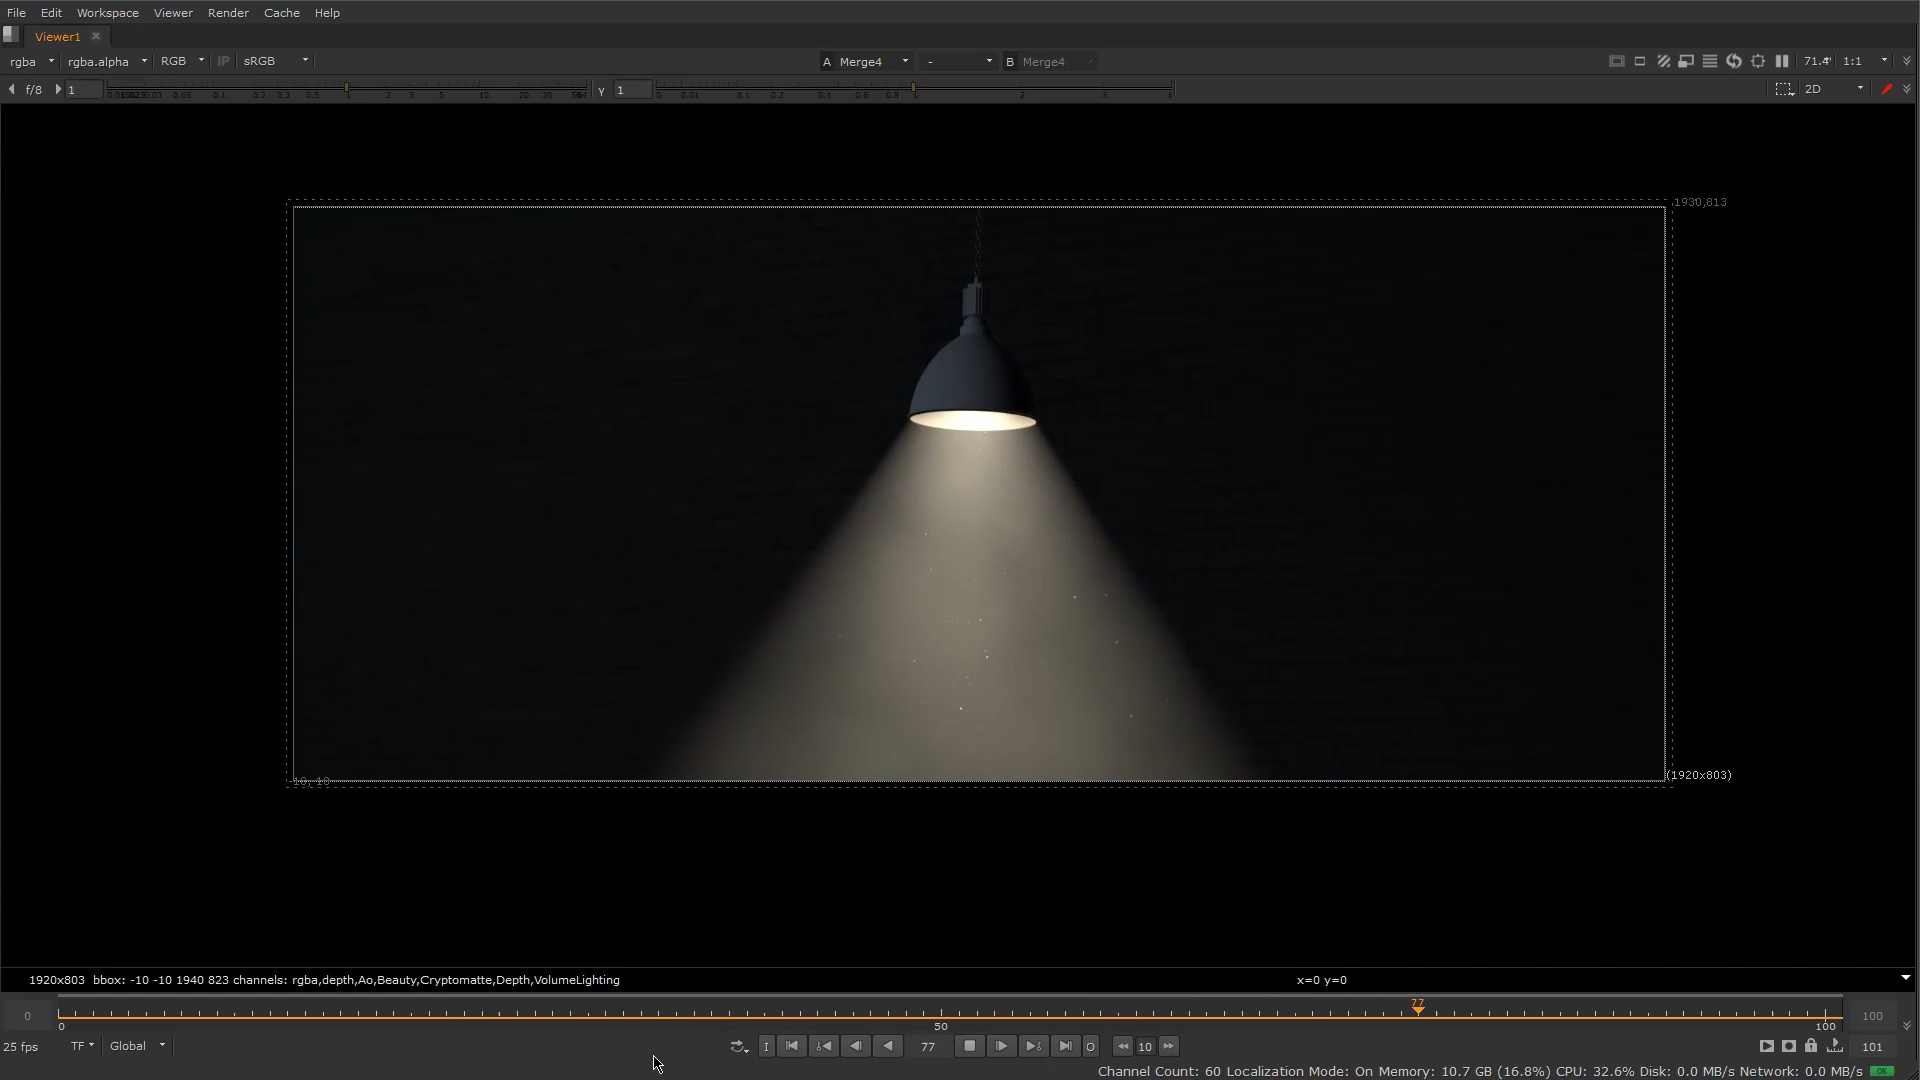 File Edit Workspace Viewer Render Cache Help
Viewer1
rgba rgba.alpha RGB IP sRGB A Merge4 - B Merge4 71.4 1:1
f/8 1 γ 1 2D
1930,813
-10,-10
(1920x803)
1920x803 bbox: -10 -10 1940 823 channels: rgba,depth,Ao,Beauty,Cryptomatte,Depth,VolumeLighting x=0 y=0
77
0 100
0 50 100
25 fps TF Global I 77 O 10 101
Channel Count: 60 Localization Mode: On Memory: 10.7 GB (16.8%) CPU: 32.6% Disk: 0.0 MB/s Network: 0.0 MB/s OK